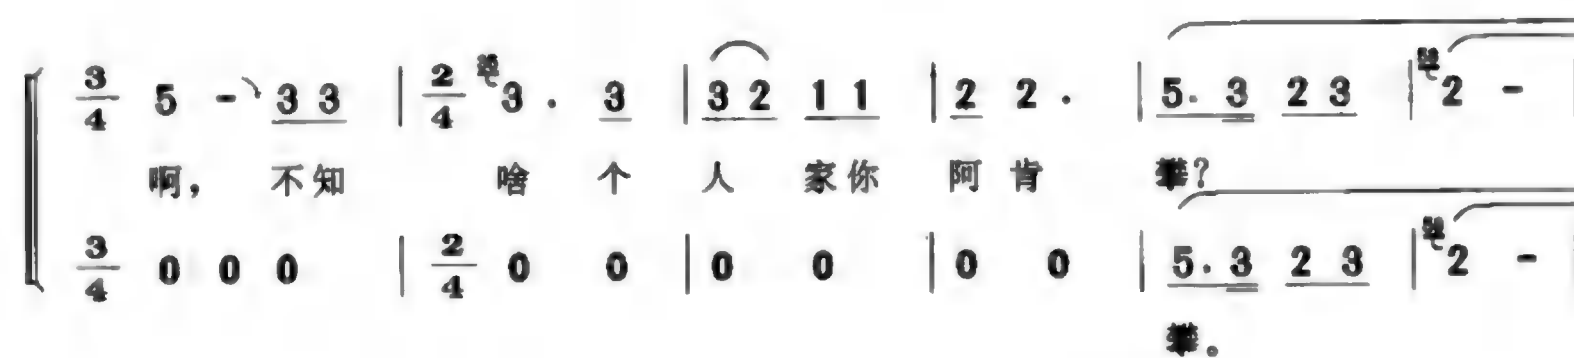 3/4 5 - 3 3 | 2/4 3 . 3 | 3 2 1 1 | 2 2 . | 5. 3 2 3 | 2 -
啊，不知 啥 个 人 家你 阿肯 攀？
3/4 0 0 0 | 2/4 0 0 | 0 0 | 0 0 | 5. 3 2 3 | 2 -
攀。